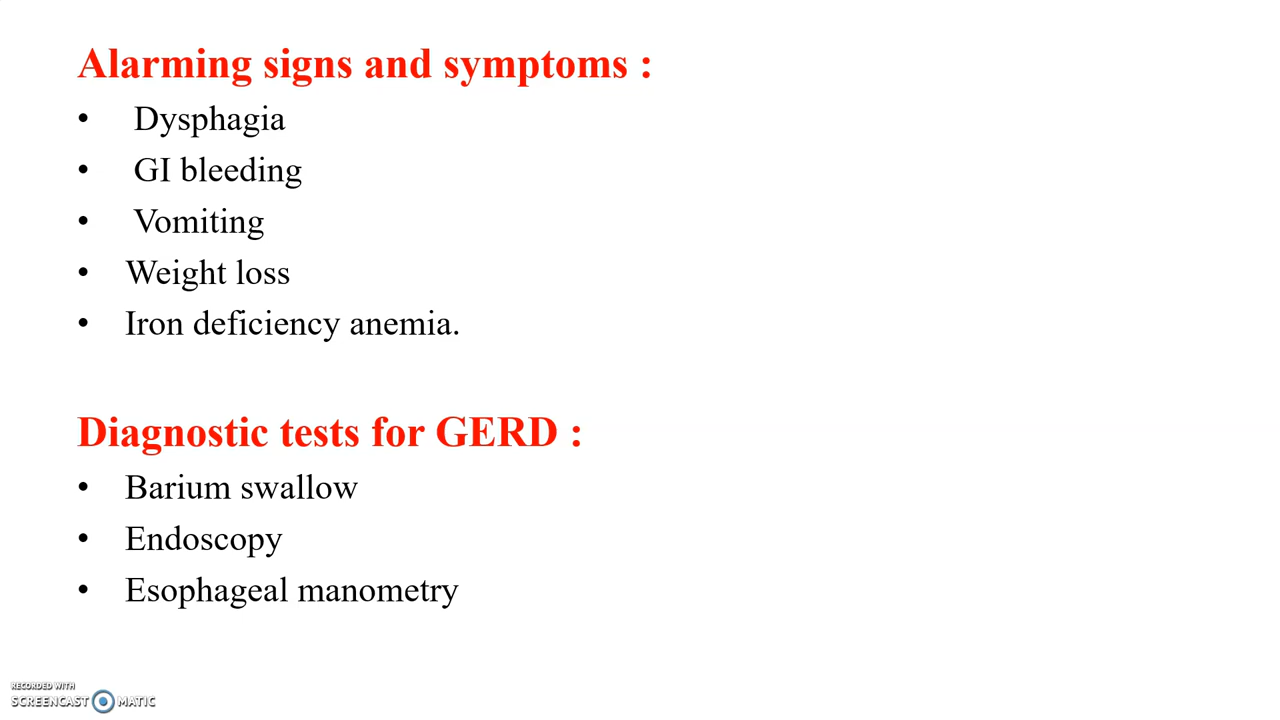 Alarming signs and symptoms :
• Dysphagia
• GI bleeding
• Vomiting
• Weight loss
• Iron deficiency anemia.
Diagnostic tests for GERD :
• Barium swallow
• Endoscopy
• Esophageal manometry
RECORDED WITH
SCREENCAST MATIC